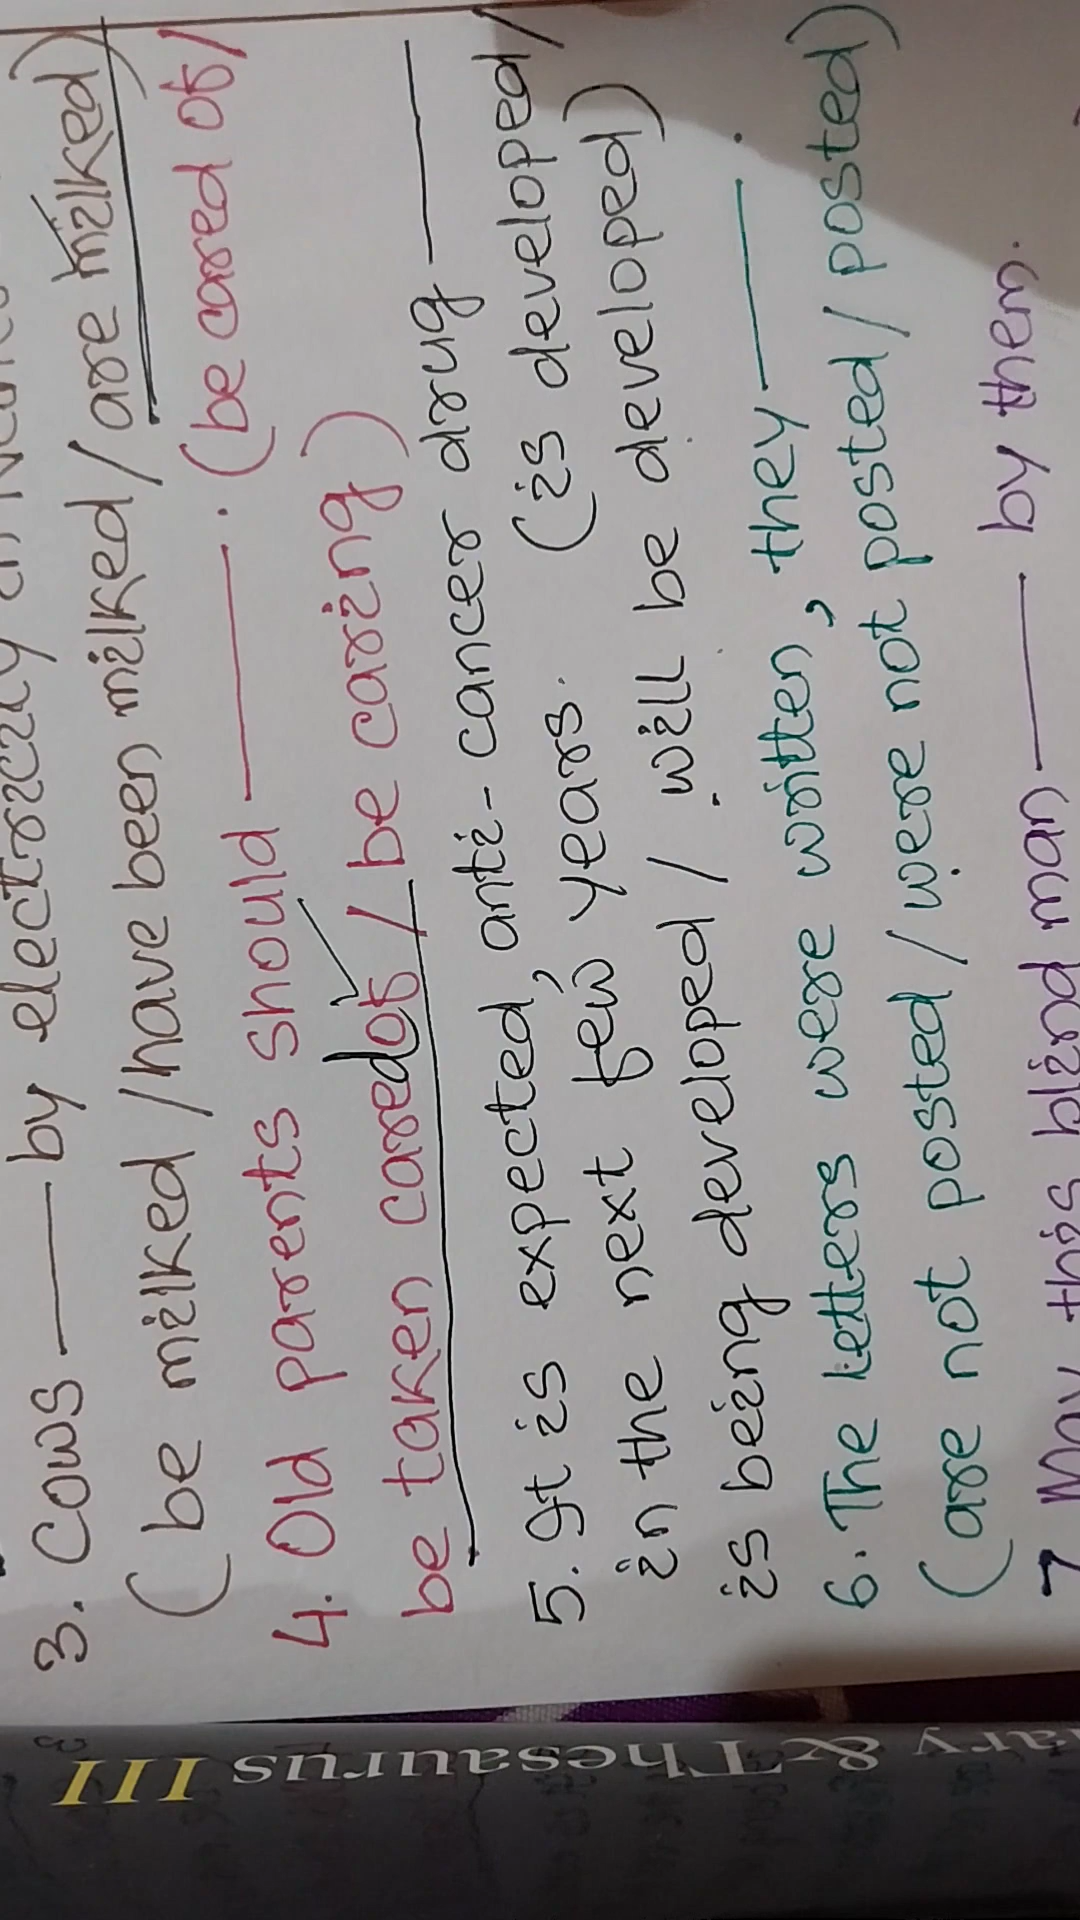 3. Cows —— by electricity
(be milked / have been milked / are milked)
4. Old parents should ——. (be cared of /
be taken cared of / be caring)
5. It is expected, anti-cancer drug ——
in the next few years. (is developed /
is being developed / will be developed)
6. The letters were written, they ——.
(are not posted / were not posted / posted)
7 May this blind man —— by them.
ary & Thesaurus III